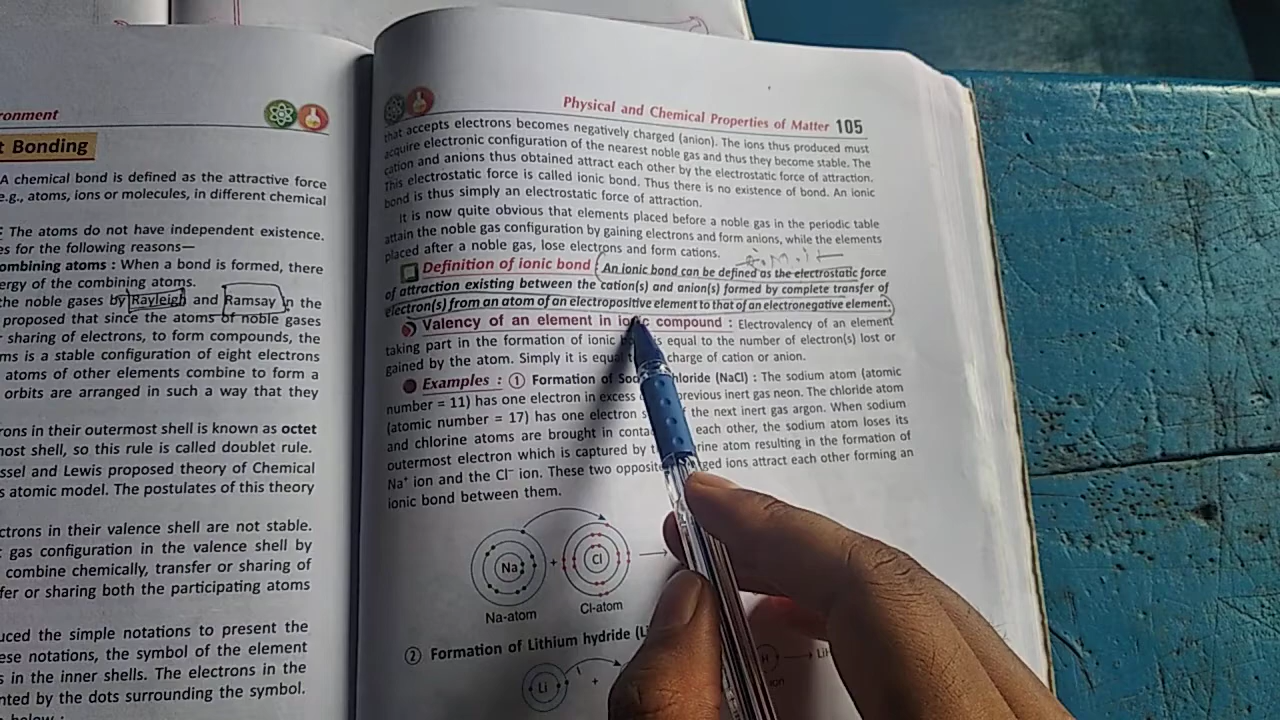 ronment
t Bonding
A chemical bond is defined as the attractive force
e.g., atoms, ions or molecules, in different chemical
: The atoms do not have independent existence.
es for the following reasons—
ombining atoms : When a bond is formed, there
ergy of the combining atoms.
the noble gases by Rayleigh and Ramsay in the
proposed that since the atoms of noble gases
r sharing of electrons, to form compounds, the
ms is a stable configuration of eight electrons
atoms of other elements combine to form a
orbits are arranged in such a way that they
rons in their outermost shell is known as octet
most shell, so this rule is called doublet rule.
ssel and Lewis proposed theory of Chemical
s atomic model. The postulates of this theory
ctrons in their valence shell are not stable.
t gas configuration in the valence shell by
combine chemically, transfer or sharing of
fer or sharing both the participating atoms
uced the simple notations to present the
ese notations, the symbol of the element
s in the inner shells. The electrons in the
nted by the dots surrounding the symbol.
below :
Physical and Chemical Properties of Matter 105
that accepts electrons becomes negatively charged (anion). The ions thus produced must
acquire electronic configuration of the nearest noble gas and thus they become stable. The
cation and anions thus obtained attract each other by the electrostatic force of attraction.
This electrostatic force is called ionic bond. Thus there is no existence of bond. An ionic
bond is thus simply an electrostatic force of attraction.
It is now quite obvious that elements placed before a noble gas in the periodic table
attain the noble gas configuration by gaining electrons and form anions, while the elements
placed after a noble gas, lose electrons and form cations.
Definition of ionic bond : An ionic bond can be defined as the electrostatic force
of attraction existing between the cation(s) and anion(s) formed by complete transfer of
electron(s) from an atom of an electropositive element to that of an electronegative element.
Valency of an element in ionic compound : Electrovalency of an element
taking part in the formation of ionic b s equal to the number of electron(s) lost or
gained by the atom. Simply it is equal charge of cation or anion.
Examples : ① Formation of Sod hloride (NaCl) : The sodium atom (atomic
number = 11) has one electron in excess previous inert gas neon. The chloride atom
(atomic number = 17) has one electron s the next inert gas argon. When sodium
and chlorine atoms are brought in conta each other, the sodium atom loses its
outermost electron which is captured by t rine atom resulting in the formation of
Na⁺ ion and the Cl⁻ ion. These two opposite ged ions attract each other forming an
ionic bond between them.
Na + Cl →
Na-atom Cl-atom
② Formation of Lithium hydride (Li
Li + H → LiH
ion